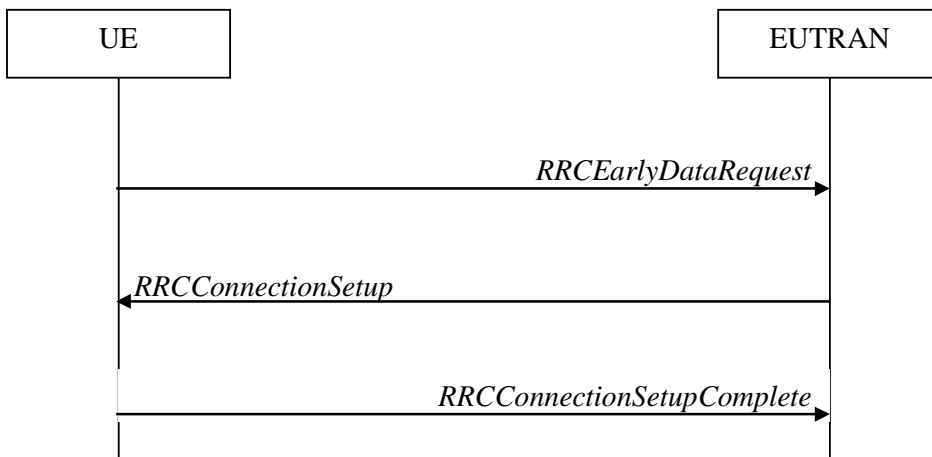 UE
EUTRAN
RRCEarlyDataRequest
RRCConnectionSetup
RRCConnectionSetupComplete